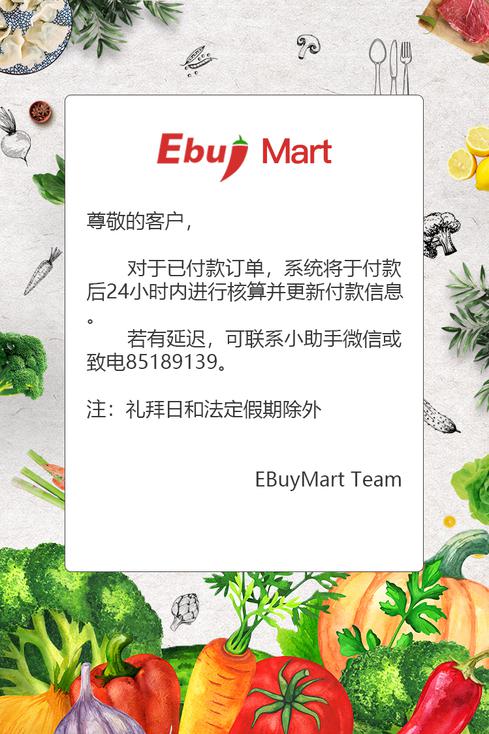 Ebuy Mart
尊敬的客户，
对于已付款订单，系统将于付款
后24小时内进行核算并更新付款信息
。
若有延迟，可联系小助手微信或
致电85189139。
注：礼拜日和法定假期除外
EBuyMart Team